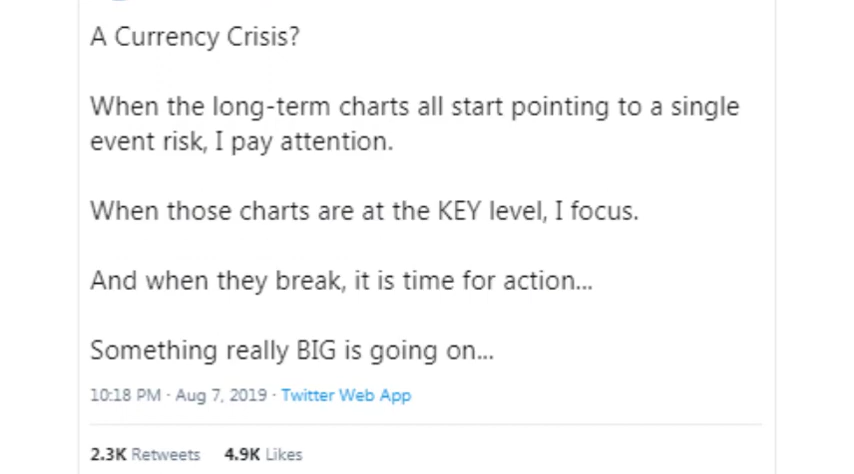 A Currency Crisis?
When the long-term charts all start pointing to a single
event risk, I pay attention.
When those charts are at the KEY level, I focus.
And when they break, it is time for action...
Something really BIG is going on...
10:18 PM · Aug 7, 2019 · Twitter Web App
2.3K Retweets 4.9K Likes